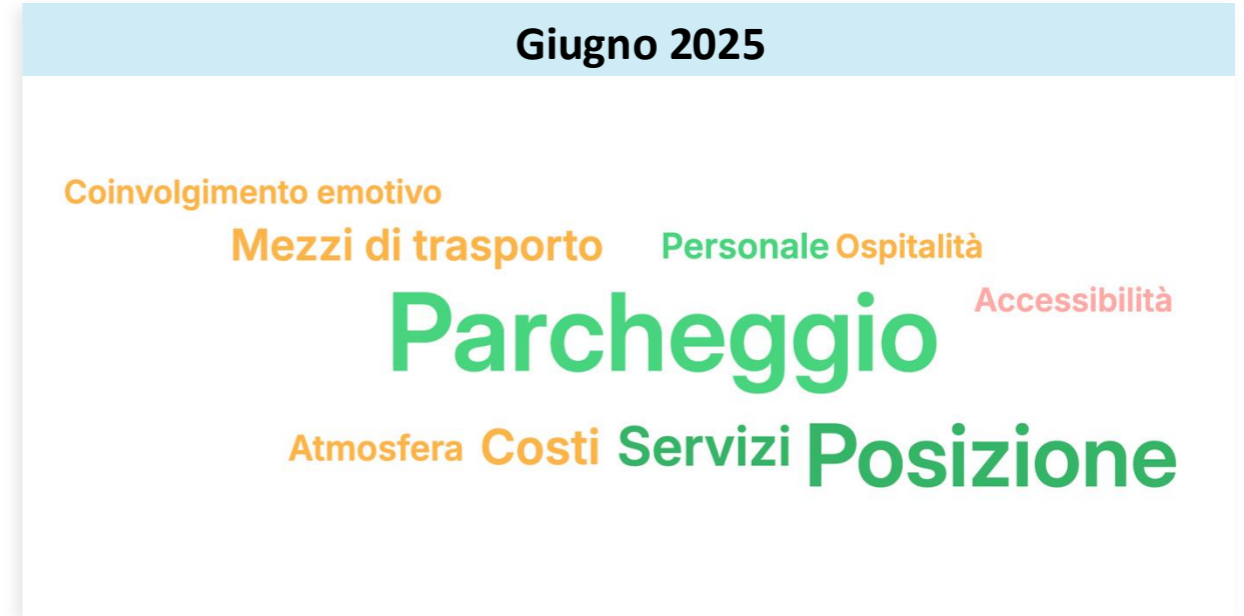 Giugno 2025
Coinvolgimento emotivo
Mezzi di trasporto Personale Ospitalità
Accessibilità
Parcheggio
Atmosfera Costi Servizi Posizione